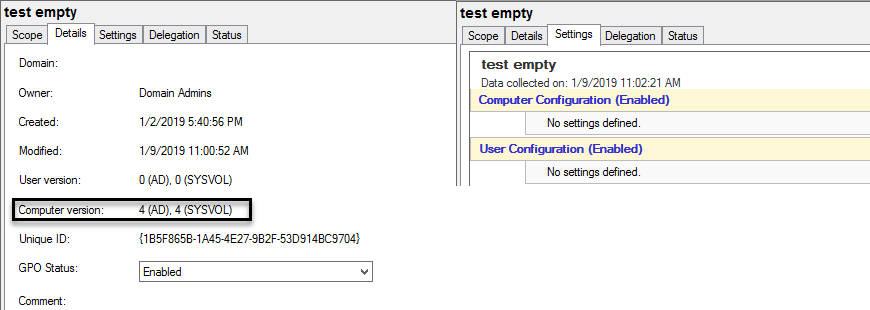 test empty
Scope Details Settings Delegation Status
Domain:
Owner: Domain Admins
Created: 1/2/2019 5:40:56 PM
Modified: 1/9/2019 11:00:52 AM
User version: 0 (AD), 0 (SYSVOL)
Computer version: 4 (AD), 4 (SYSVOL)
Unique ID: {1B5F865B-1A45-4E27-9B2F-53D914BC9704}
GPO Status: Enabled
Comment:
test empty
Scope Details Settings Delegation Status
test empty
Data collected on: 1/9/2019 11:02:21 AM
Computer Configuration (Enabled)
No settings defined.
User Configuration (Enabled)
No settings defined.